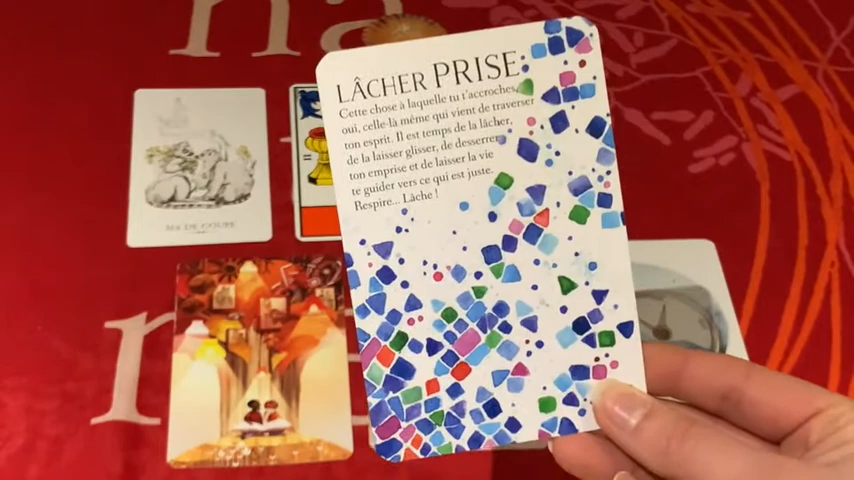 na
LÂCHER PRISE
Cette chose à laquelle tu t'accroches,
oui, celle-là même qui vient de traverser
ton esprit. Il est temps de la lâcher,
de la laisser glisser, de desserrer
ton emprise et de laisser la vie
te guider vers ce qui est juste.
Respire... Lâche !
SIX DE COUPE